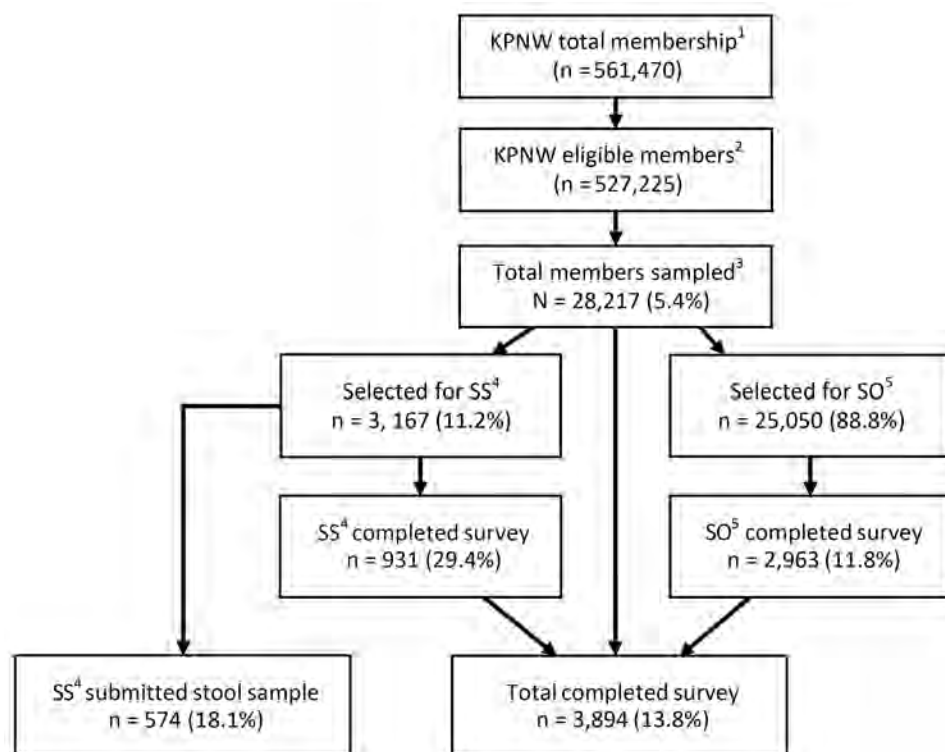 KPNW total membership¹
(n = 561,470)
KPNW eligible members²
(n = 527,225)
Total members sampled³
N = 28,217 (5.4%)
Selected for SS⁴
n = 3, 167 (11.2%)
Selected for SO⁵
n = 25,050 (88.8%)
SS⁴ completed survey
n = 931 (29.4%)
SO⁵ completed survey
n = 2,963 (11.8%)
SS⁴ submitted stool sample
n = 574 (18.1%)
Total completed survey
n = 3,894 (13.8%)